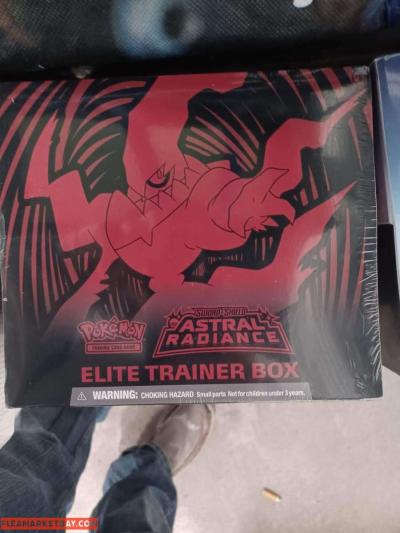 SWORD & SHIELD
ASTRAL
RADIANCE
POKéMON
TRADING CARD GAME
ELITE TRAINER BOX
WARNING: CHOKING HAZARD Small parts. Not for children under 3 years.
FLEAMARKETDAY.COM